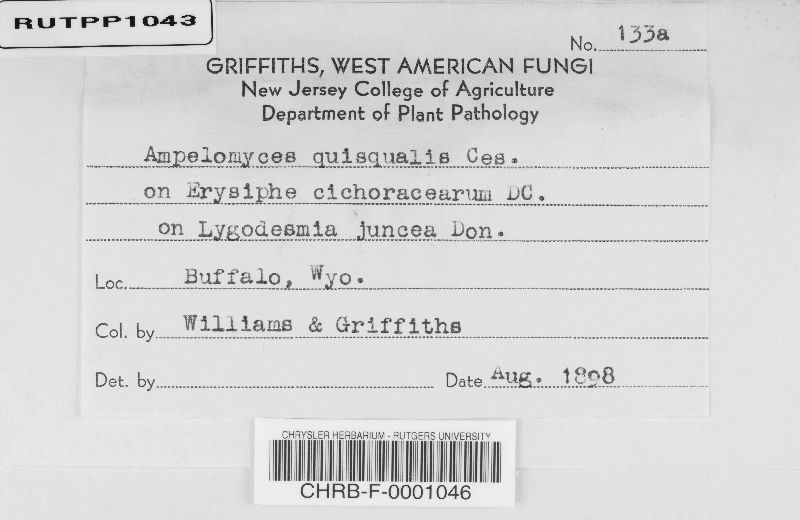 RUTPP1043
No. 133a
GRIFFITHS, WEST AMERICAN FUNGI
New Jersey College of Agriculture
Department of Plant Pathology
Ampelomyces quisqualis Ces.
on Erysiphe cichoracearum DC.
on Lygodesmia juncea Don.
Loc. Buffalo, Wyo.
Col. by Williams & Griffiths
Det. by Date Aug. 1898
CHRYSLER HERBARIUM - RUTGERS UNIVERSITY
CHRB-F-0001046